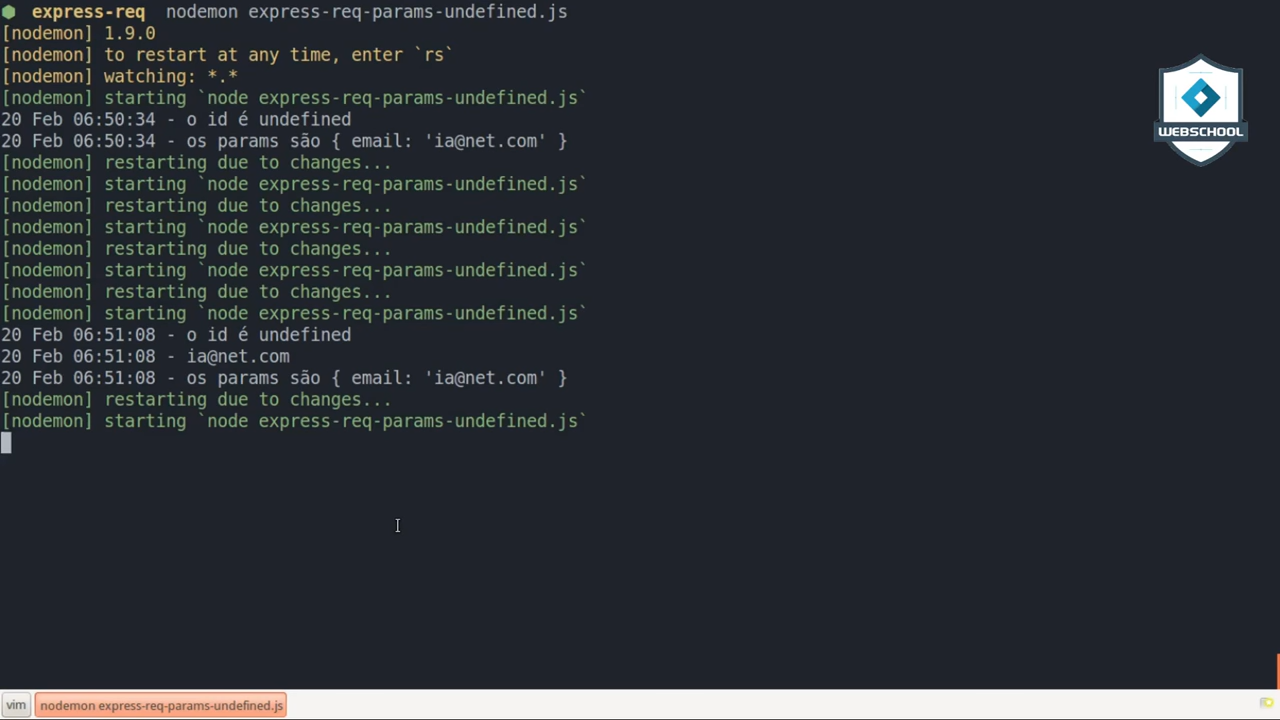 express-req nodemon express-req-params-undefined.js
[nodemon] 1.9.0
[nodemon] to restart at any time, enter `rs`
[nodemon] watching: *.*
[nodemon] starting `node express-req-params-undefined.js`
20 Feb 06:50:34 - o id é undefined
20 Feb 06:50:34 - os params são { email: 'ia@net.com' }
[nodemon] restarting due to changes...
[nodemon] starting `node express-req-params-undefined.js`
[nodemon] restarting due to changes...
[nodemon] starting `node express-req-params-undefined.js`
[nodemon] restarting due to changes...
[nodemon] starting `node express-req-params-undefined.js`
[nodemon] restarting due to changes...
[nodemon] starting `node express-req-params-undefined.js`
20 Feb 06:51:08 - o id é undefined
20 Feb 06:51:08 - ia@net.com
20 Feb 06:51:08 - os params são { email: 'ia@net.com' }
[nodemon] restarting due to changes...
[nodemon] starting `node express-req-params-undefined.js`
WEBSCHOOL
vim
nodemon express-req-params-undefined.js